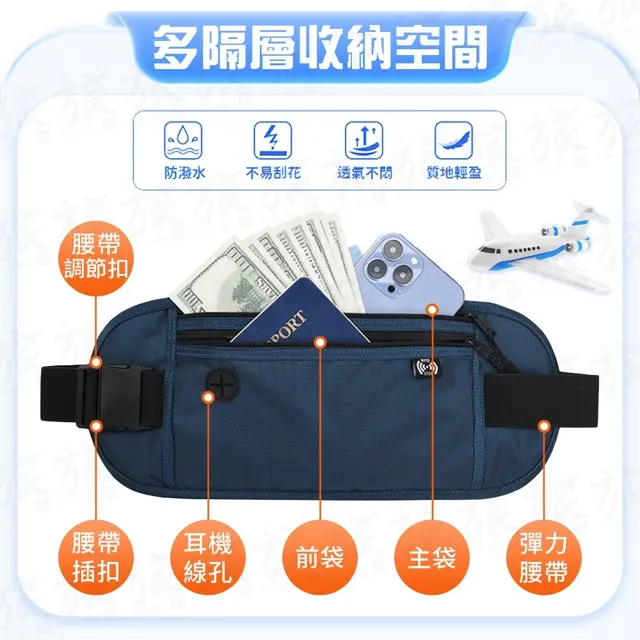 多隔層收納空間
防潑水
不易刮花
透氣不悶
質地輕盈
腰帶
調節扣
PORT
RFID
腰帶
插扣
耳機
線孔
前袋
主袋
彈力
腰帶